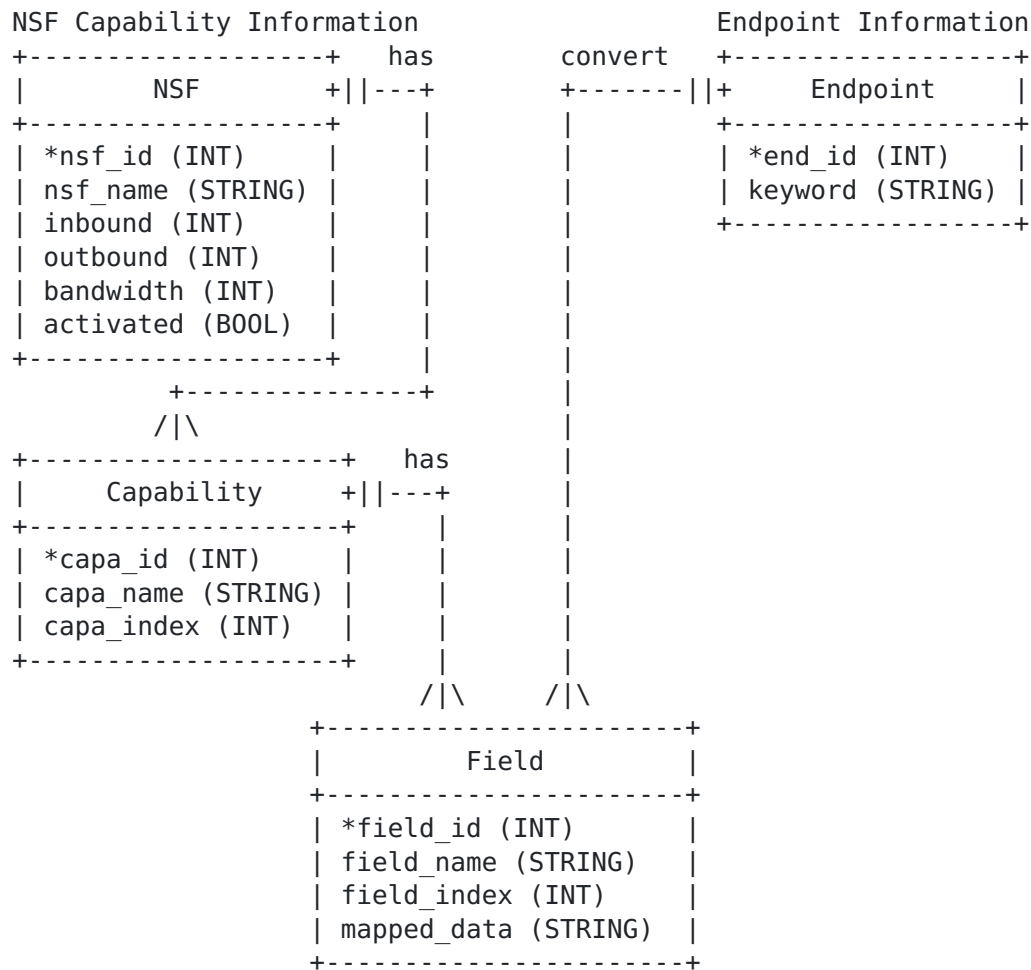 NSF Capability Information Endpoint Information
has convert
NSF Endpoint
*nsf_id (INT) *end_id (INT)
nsf_name (STRING) keyword (STRING)
inbound (INT)
outbound (INT)
bandwidth (INT)
activated (BOOL)
has
Capability
*capa_id (INT)
capa_name (STRING)
capa_index (INT)
Field
*field_id (INT)
field_name (STRING)
field_index (INT)
mapped_data (STRING)